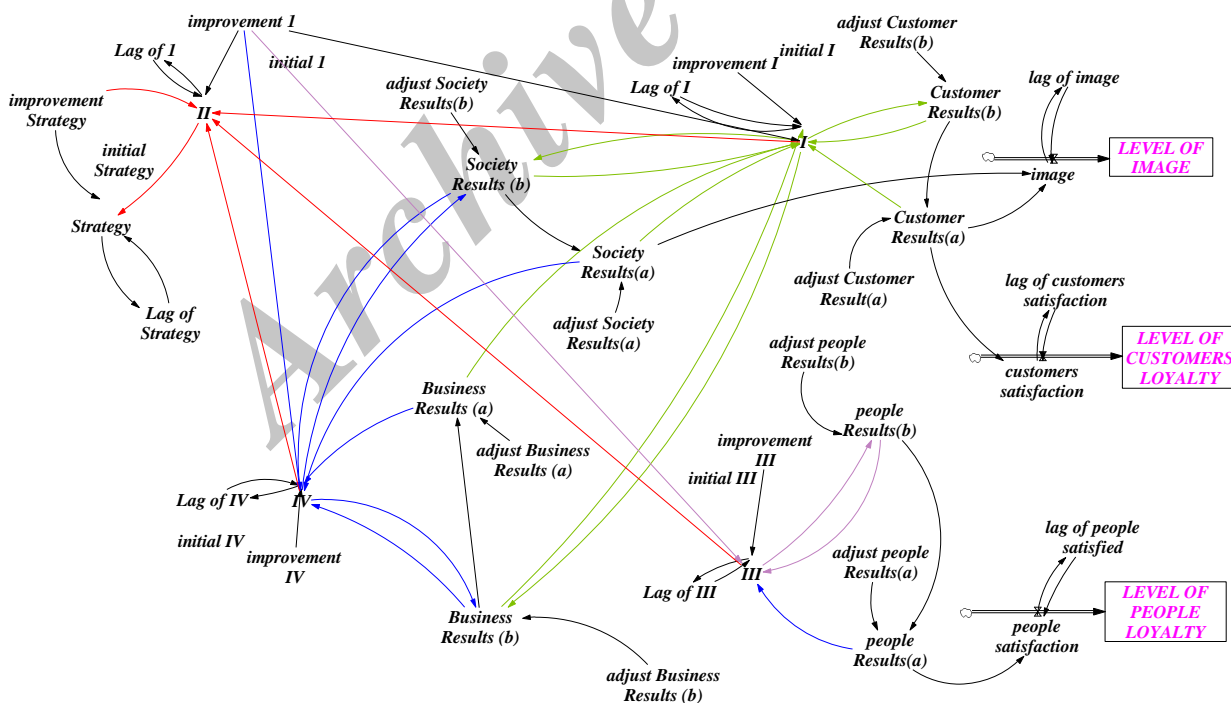 improvement 1
Lag of 1
initial 1
improvement
Strategy
II
initial
Strategy
Strategy
Lag of
Strategy
adjust Society
Results(b)
Society
Results (b)
improvement I
initial I
Lag of I
I
adjust Customer
Results(b)
Customer
Results(b)
lag of image
LEVEL OF
IMAGE
image
Customer
Results(a)
adjust Customer
Result(a)
Society
Results(a)
adjust Society
Results(a)
lag of customers
satisfaction
LEVEL OF
CUSTOMERS
LOYALTY
customers
satisfaction
adjust people
Results(b)
people
Results(b)
Business
Results (a)
adjust Business
Results (a)
improvement
III
initial III
Lag of IV
IV
initial IV
improvement
IV
III
Lag of III
adjust people
Results(a)
lag of people
satisfied
LEVEL OF
PEOPLE
LOYALTY
people
satisfaction
people
Results(a)
Business
Results (b)
adjust Business
Results (b)
Archive